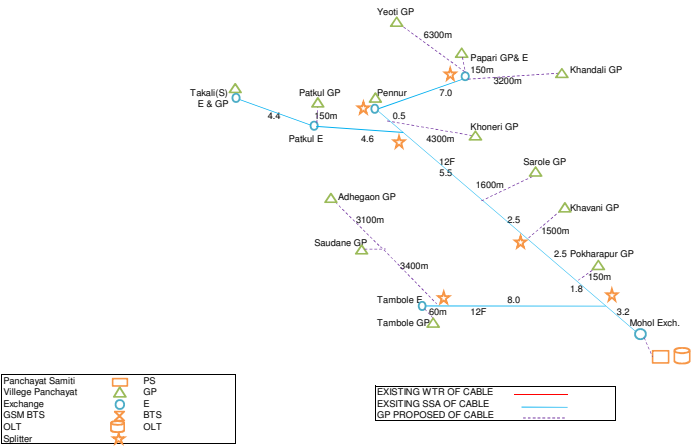 Yeoti GP
6300m
Papari GP& E
150m
3200m
Khandali GP
7.0
Takali(S)
E & GP
4.4
Patkul GP
150m
Patkul E
4.6
Pennur
0.5
Khoneri GP
4300m
12F
5.5
Sarole GP
1600m
2.5
Khavani GP
1500m
2.5
Pokharapur GP
150m
1.8
Adhegaon GP
3100m
Saudane GP
3400m
Tambole E
60m
12F
8.0
Tambole GP
3.2
Mohol Exch.
Panchayat Samiti PS
Villege Panchayat GP
Exchange E
GSM BTS BTS
OLT OLT
Splitter
EXISTING WTR OF CABLE
EXSITING SSA OF CABLE
GP PROPOSED OF CABLE